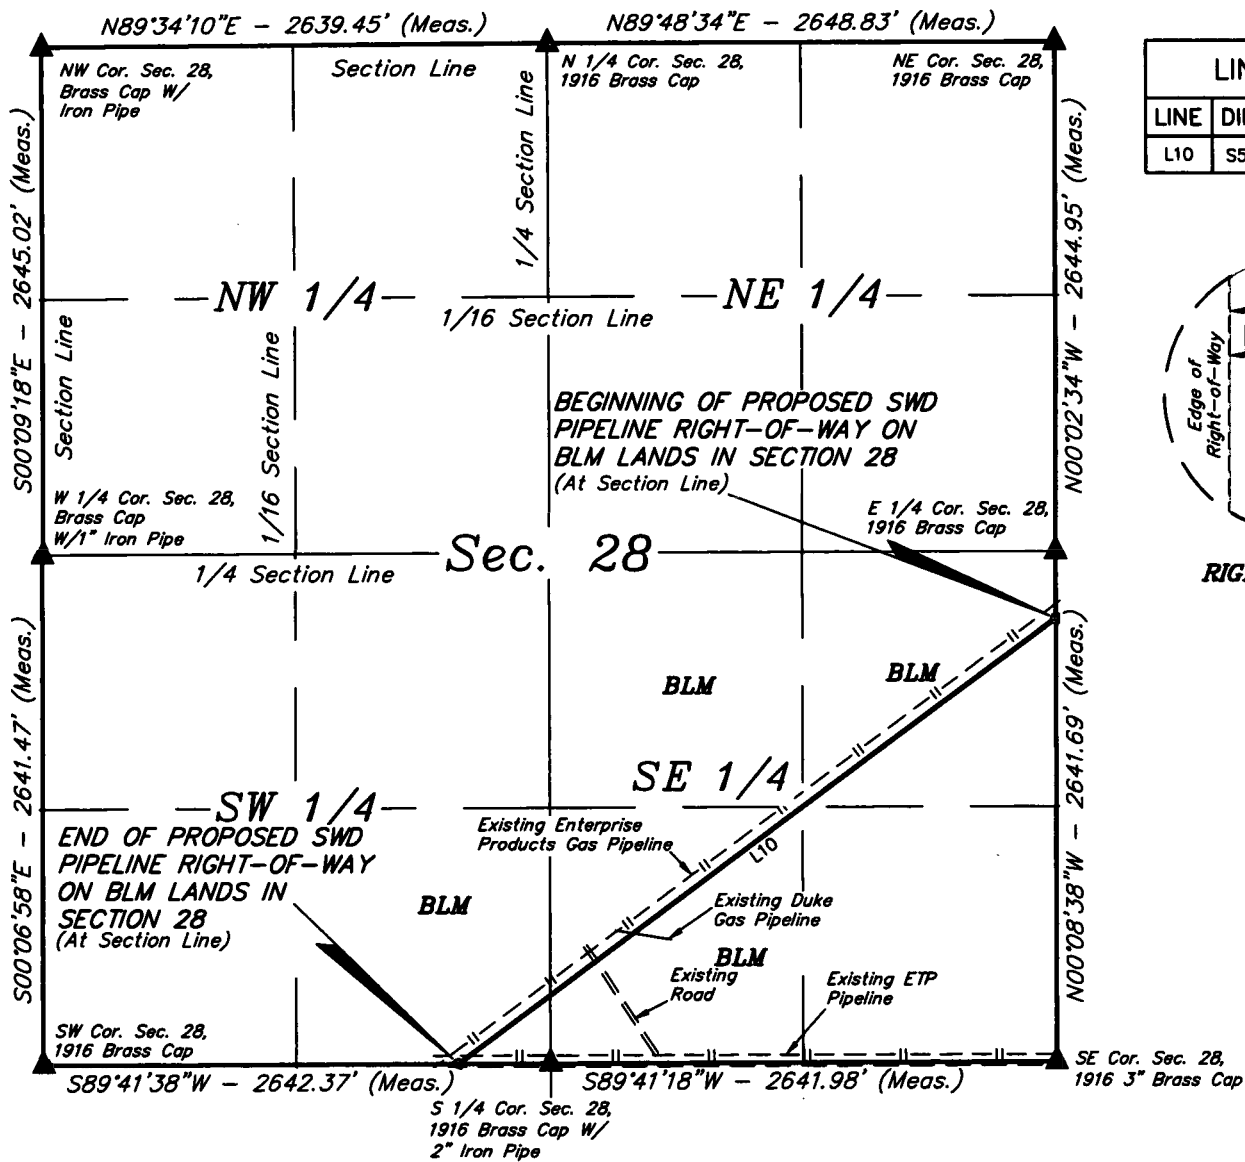 N89°34'10"E - 2639.45' (Meas.)
N89°48'34"E - 2648.83' (Meas.)
NW Cor. Sec. 28,
Brass Cap W/
Iron Pipe
Section Line
N 1/4 Cor. Sec. 28,
1916 Brass Cap
NE Cor. Sec. 28,
1916 Brass Cap
LINE
DI
L10
S5
S00°09'18"E - 2645.02' (Meas.)
1/4 Section Line
N00°02'34"W - 2644.95' (Meas.)
NW 1/4
NE 1/4
1/16 Section Line
Section Line
1/16 Section Line
Edge of
Right-of-Way
BEGINNING OF PROPOSED SWD
PIPELINE RIGHT-OF-WAY ON
BLM LANDS IN SECTION 28
(At Section Line)
W 1/4 Cor. Sec. 28,
Brass Cap
W/1" Iron Pipe
E 1/4 Cor. Sec. 28,
1916 Brass Cap
Sec. 28
1/4 Section Line
S00°06'58"E - 2641.47' (Meas.)
BLM
BLM
N00°08'38"W - 2641.69' (Meas.)
SW 1/4
SE 1/4
END OF PROPOSED SWD
PIPELINE RIGHT-OF-WAY
ON BLM LANDS IN
SECTION 28
(At Section Line)
Existing Enterprise
Products Gas Pipeline
L10
BLM
Existing Duke
Gas Pipeline
BLM
Existing
Road
Existing ETP
Pipeline
SW Cor. Sec. 28,
1916 Brass Cap
SE Cor. Sec. 28,
1916 3" Brass Cap
S89°41'38"W - 2642.37' (Meas.)
S89°41'18"W - 2641.98' (Meas.)
S 1/4 Cor. Sec. 28,
1916 Brass Cap W/
2" Iron Pipe